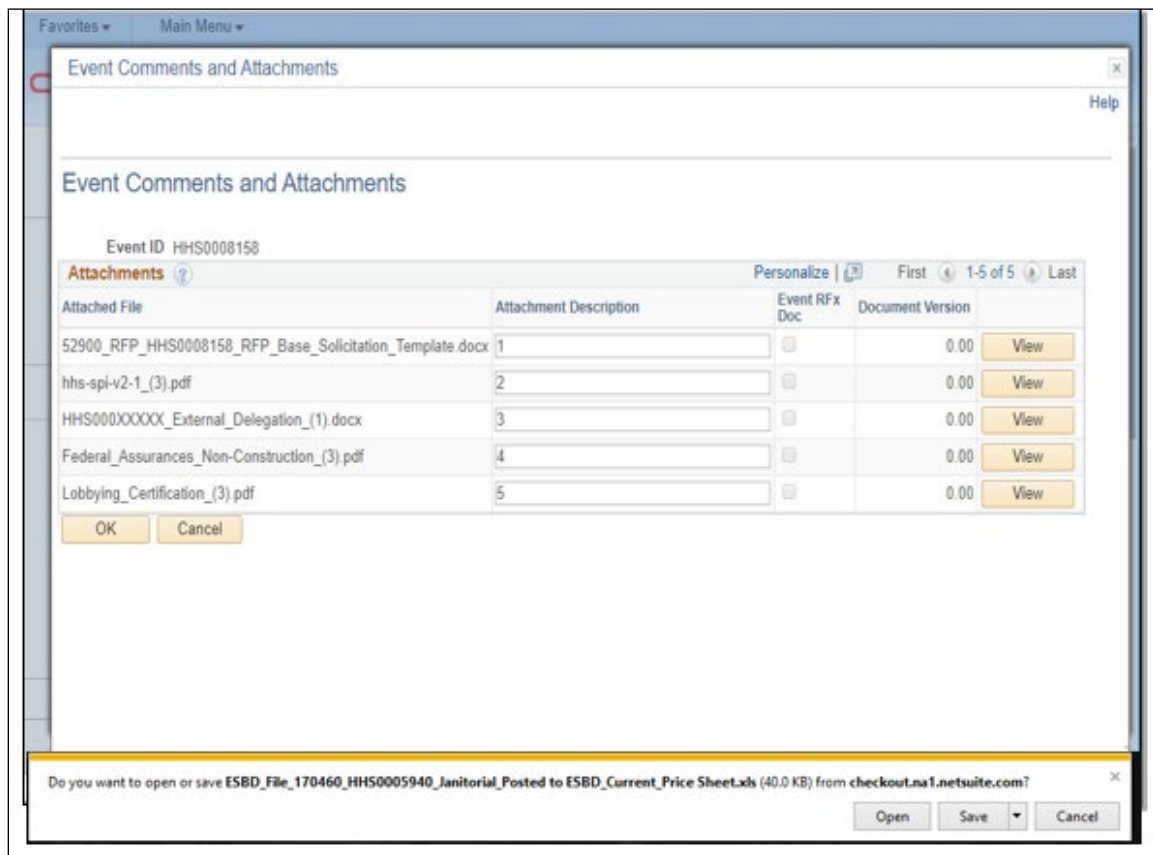 Favorites Main Menu
Event Comments and Attachments
Help
Event Comments and Attachments
Event ID HHS0008158
Attachments ? Personalize | First 1-5 of 5 Last
Attached File Attachment Description Event RFx Doc Document Version
52900_RFP_HHS0008158_RFP_Base_Solicitation_Template.docx 1 0.00 View
hhs-spi-v2-1_(3).pdf 2 0.00 View
HHS000XXXXX_External_Delegation_(1).docx 3 0.00 View
Federal_Assurances_Non-Construction_(3).pdf 4 0.00 View
Lobbying_Certification_(3).pdf 5 0.00 View
OK Cancel
Do you want to open or save ESBD_File_170460_HHS0005940_Janitorial_Posted to ESBD_Current_Price Sheet.xls (40.0 KB) from checkout.na1.netsuite.com?
Open Save Cancel